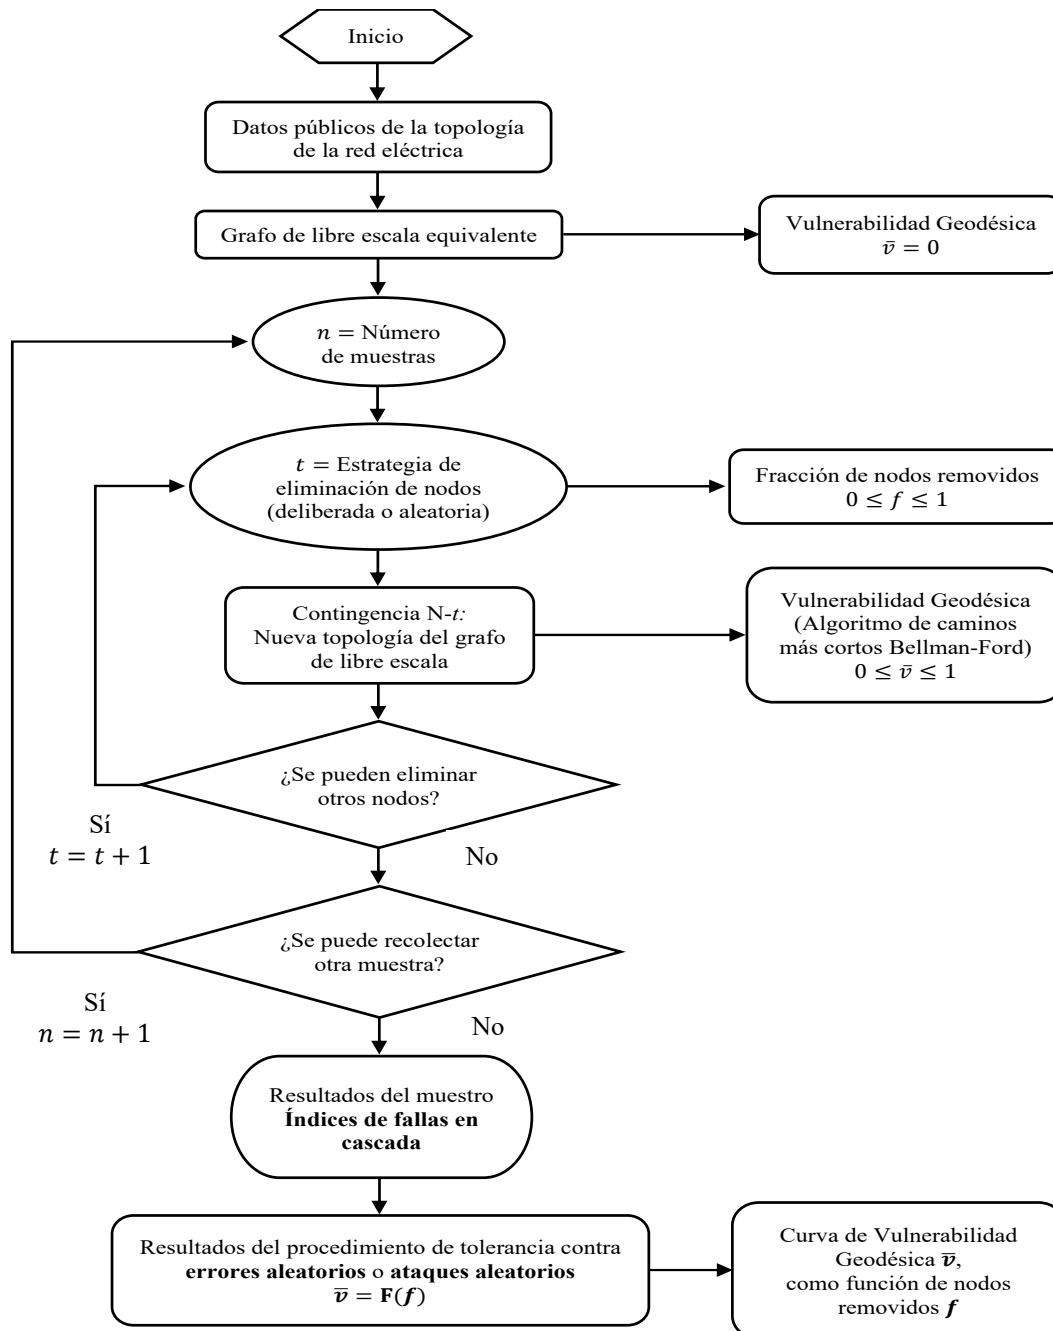 Inicio
Datos públicos de la topología
de la red eléctrica
Grafo de libre escala equivalente
Vulnerabilidad Geodésica
v̄ = 0
n = Número
de muestras
t = Estrategia de
eliminación de nodos
(deliberada o aleatoria)
Fracción de nodos removidos
0 ≤ f ≤ 1
Contingencia N-t:
Nueva topología del grafo
de libre escala
Vulnerabilidad Geodésica
(Algoritmo de caminos
más cortos Bellman-Ford)
0 ≤ v̄ ≤ 1
¿Se pueden eliminar
otros nodos?
Sí
t = t + 1
No
¿Se puede recolectar
otra muestra?
Sí
n = n + 1
No
Resultados del muestro
Índices de fallas en
cascada
Resultados del procedimiento de tolerancia contra
errores aleatorios o ataques aleatorios
v̄ = F(f)
Curva de Vulnerabilidad
Geodésica v̄,
como función de nodos
removidos f